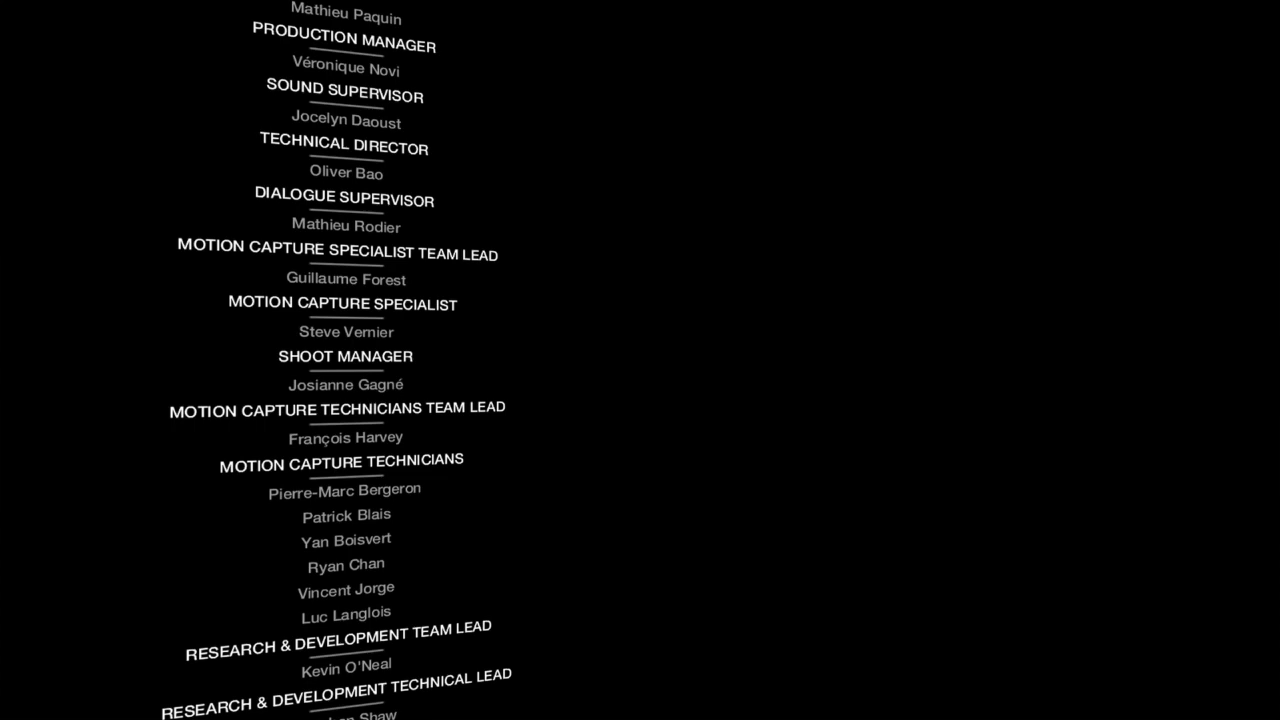 Mathieu Paquin
PRODUCTION MANAGER
Véronique Novi
SOUND SUPERVISOR
Jocelyn Daoust
TECHNICAL DIRECTOR
Oliver Bao
DIALOGUE SUPERVISOR
Mathieu Rodier
MOTION CAPTURE SPECIALIST TEAM LEAD
Guillaume Forest
MOTION CAPTURE SPECIALIST
Steve Vernier
SHOOT MANAGER
Josianne Gagné
MOTION CAPTURE TECHNICIANS TEAM LEAD
François Harvey
MOTION CAPTURE TECHNICIANS
Pierre-Marc Bergeron
Patrick Blais
Yan Boisvert
Ryan Chan
Vincent Jorge
Luc Langlois
RESEARCH & DEVELOPMENT TEAM LEAD
Kevin O'Neal
RESEARCH & DEVELOPMENT TECHNICAL LEAD
Shaw